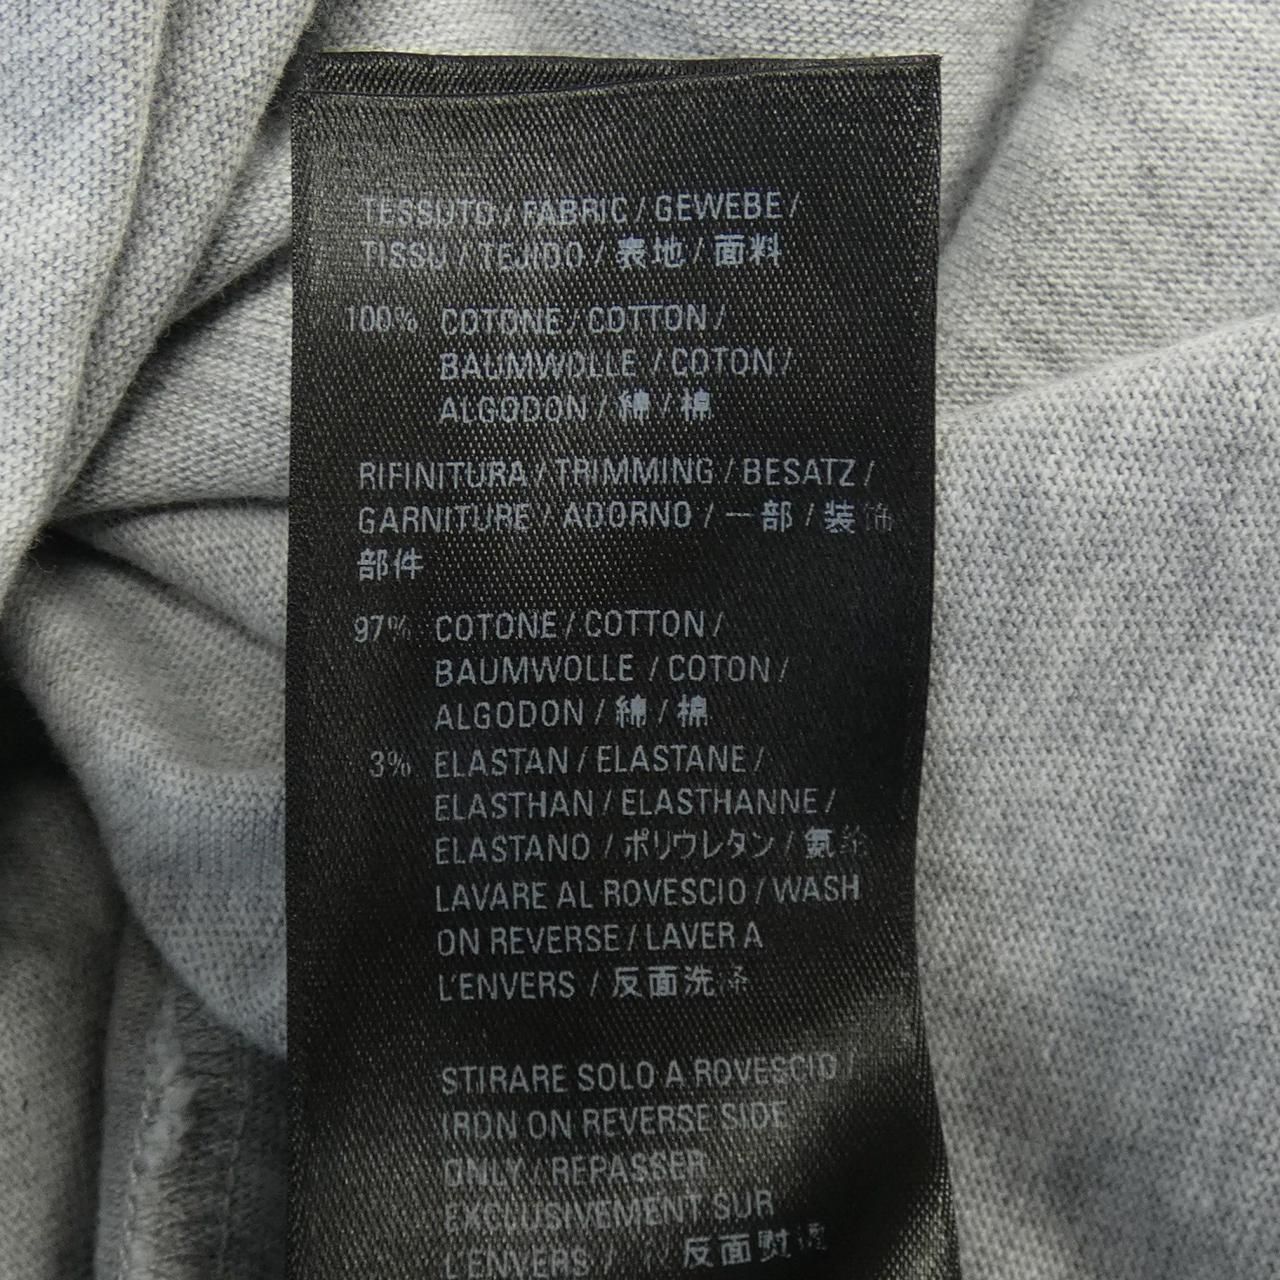 TESSUTO / FABRIC / GEWEBE /
TISSU / TEJIDO / 表地 / 面料
100% COTONE / COTTON /
BAUMWOLLE / COTON /
ALGODON / 綿 / 棉
RIFINITURA / TRIMMING / BESATZ /
GARNITURE / ADORNO / 一部 / 装饰
部件
97% COTONE / COTTON /
BAUMWOLLE / COTON /
ALGODON / 綿 / 棉
3% ELASTAN / ELASTANE /
ELASTHAN / ELASTHANNE /
ELASTANO / ポリウレタン / 氨纶
LAVARE AL ROVESCIO / WASH
ON REVERSE / LAVER A
L'ENVERS / 反面洗涤
STIRARE SOLO A ROVESCIO /
IRON ON REVERSE SIDE
ONLY / REPASSER
EXCLUSIVEMENT SUR
L'ENVERS / 反面熨烫